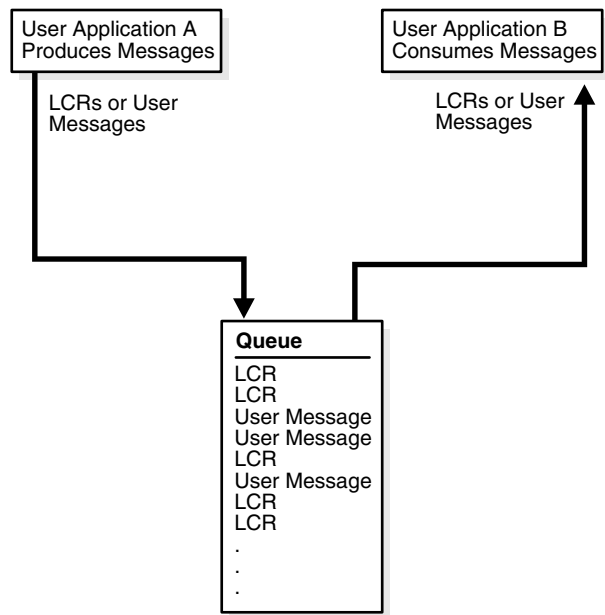 User Application A
Produces Messages
User Application B
Consumes Messages
LCRs or User
Messages
LCRs or User
Messages
Queue
LCR
LCR
User Message
User Message
LCR
User Message
LCR
LCR
.
.
.